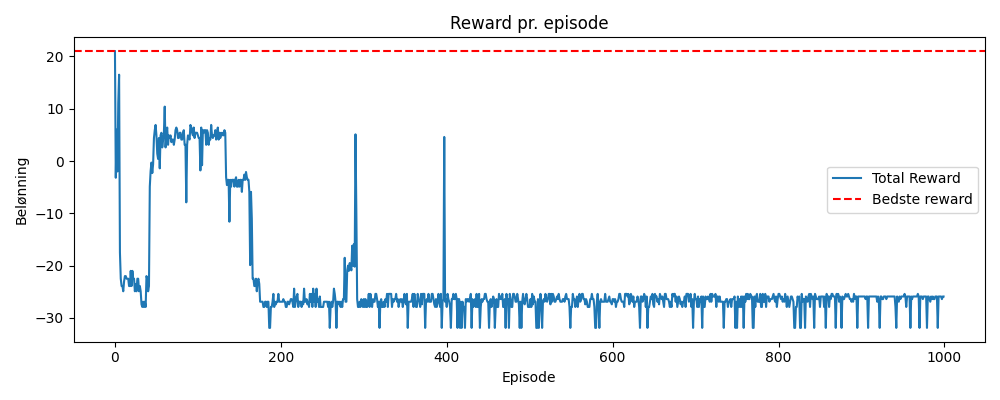 Reward pr. episode
20
10
0
−10
−20
−30
Belønning
Total Reward
Bedste reward
0
200
400
600
800
1000
Episode